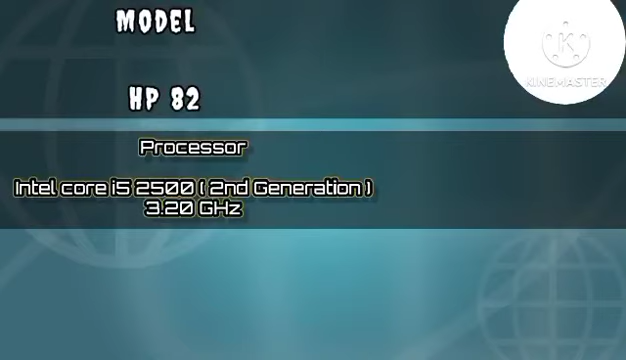 MODEL
HP 82
Processor
Intel core i5 2500 ( 2nd Generation )
3.20 GHz
K
KINEMASTER